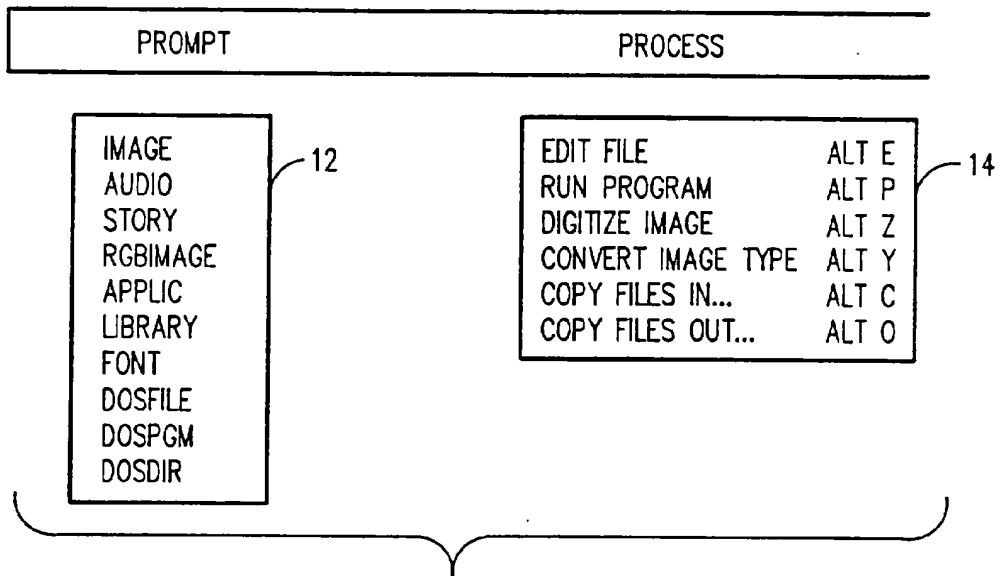 PROMPT PROCESS
IMAGE
AUDIO
STORY
RGBIMAGE
APPLIC
LIBRARY
FONT
DOSFILE
DOSPGM
DOSDIR
12
EDIT FILE ALT E
RUN PROGRAM ALT P
DIGITIZE IMAGE ALT Z
CONVERT IMAGE TYPE ALT Y
COPY FILES IN... ALT C
COPY FILES OUT... ALT O
14